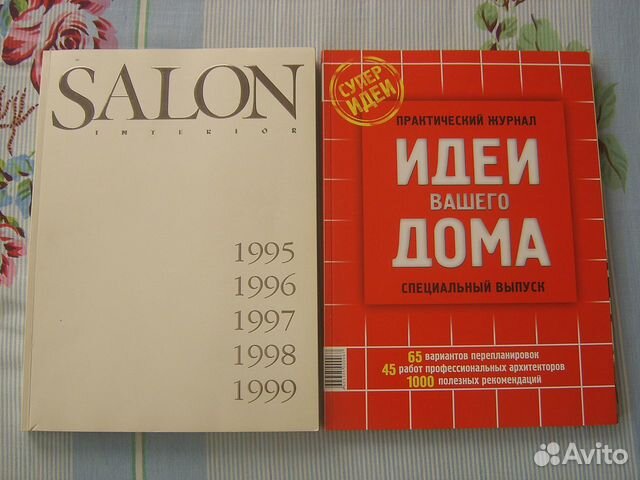 SALON
INTERIOR
1995
1996
1997
1998
1999
СУПЕР
ИДЕИ
ПРАКТИЧЕСКИЙ ЖУРНАЛ
ИДЕИ
ВАШЕГО
ДОМА
СПЕЦИАЛЬНЫЙ ВЫПУСК
65 вариантов перепланировок
45 работ профессиональных архитекторов
1000 полезных рекомендаций
Avito